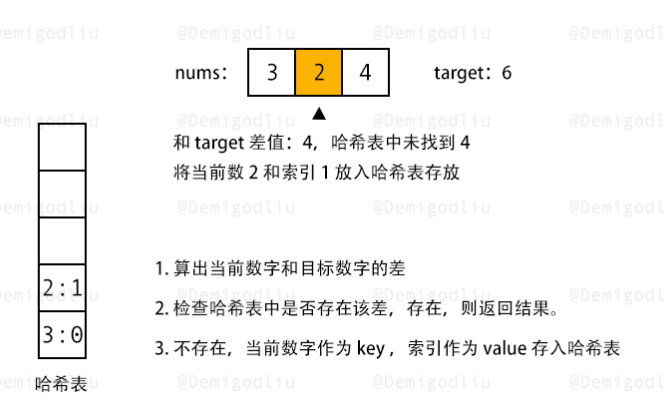 @Demigodliu @Demigodliu @Demigodliu
nums： 3 2 4 target：6
@Demigodliu @Demigodliu @Demigodliu
和 target 差值：4，哈希表中未找到 4
将当前数 2 和索引 1 放入哈希表存放
@Demigodliu @Demigodliu @Demigodliu
1. 算出当前数字和目标数字的差
2:1
@Demigodliu @Demigodliu @Demigodliu
2. 检查哈希表中是否存在该差，存在，则返回结果。
3:0
3. 不存在，当前数字作为 key ，索引作为 value 存入哈希表
哈希表
@Demigodliu @Demigodliu @Demigodliu